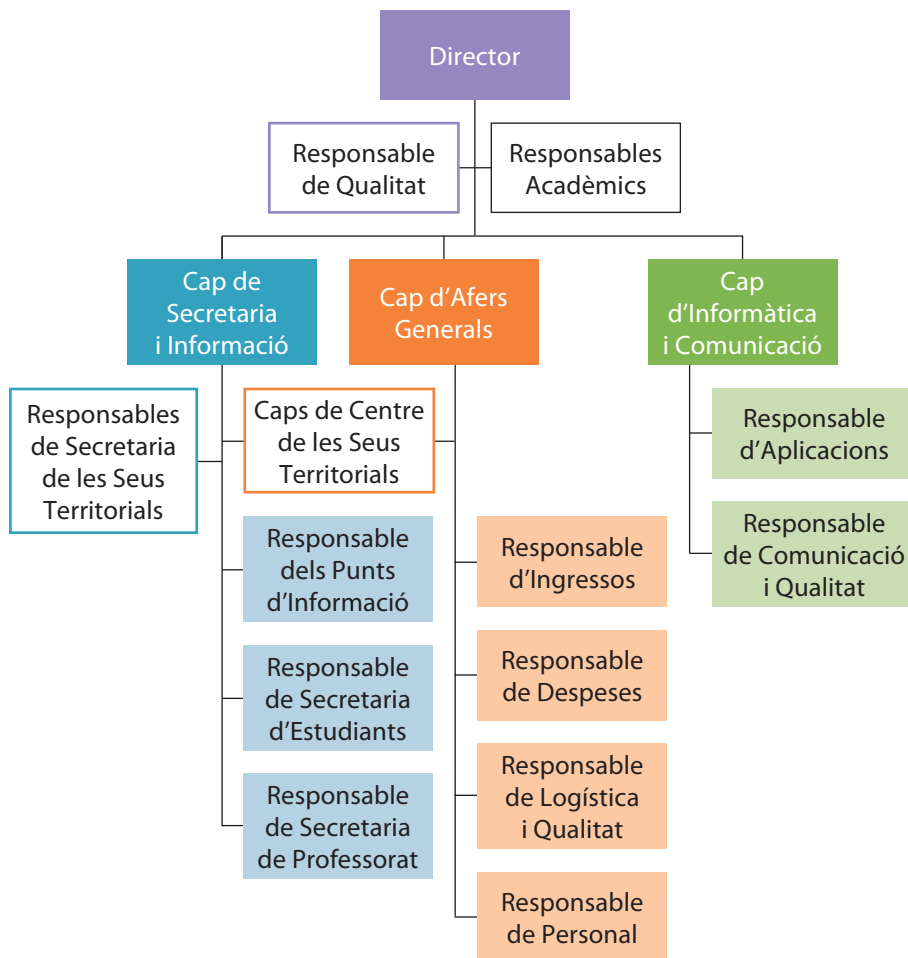 Director
Responsable
de Qualitat
Responsables
Acadèmics
Cap de
Secretaria
i Informació
Cap d’Afers
Generals
Cap
d’Informàtica
i Comunicació
Responsables
de Secretaria
de les Seus
Territorials
Caps de Centre
de les Seus
Territorials
Responsable
dels Punts
d’Informació
Responsable
de Secretaria
d’Estudiants
Responsable
de Secretaria
de Professorat
Responsable
d’Ingressos
Responsable
de Despeses
Responsable
de Logística
i Qualitat
Responsable
de Personal
Responsable
d’Aplicacions
Responsable
de Comunicació
i Qualitat